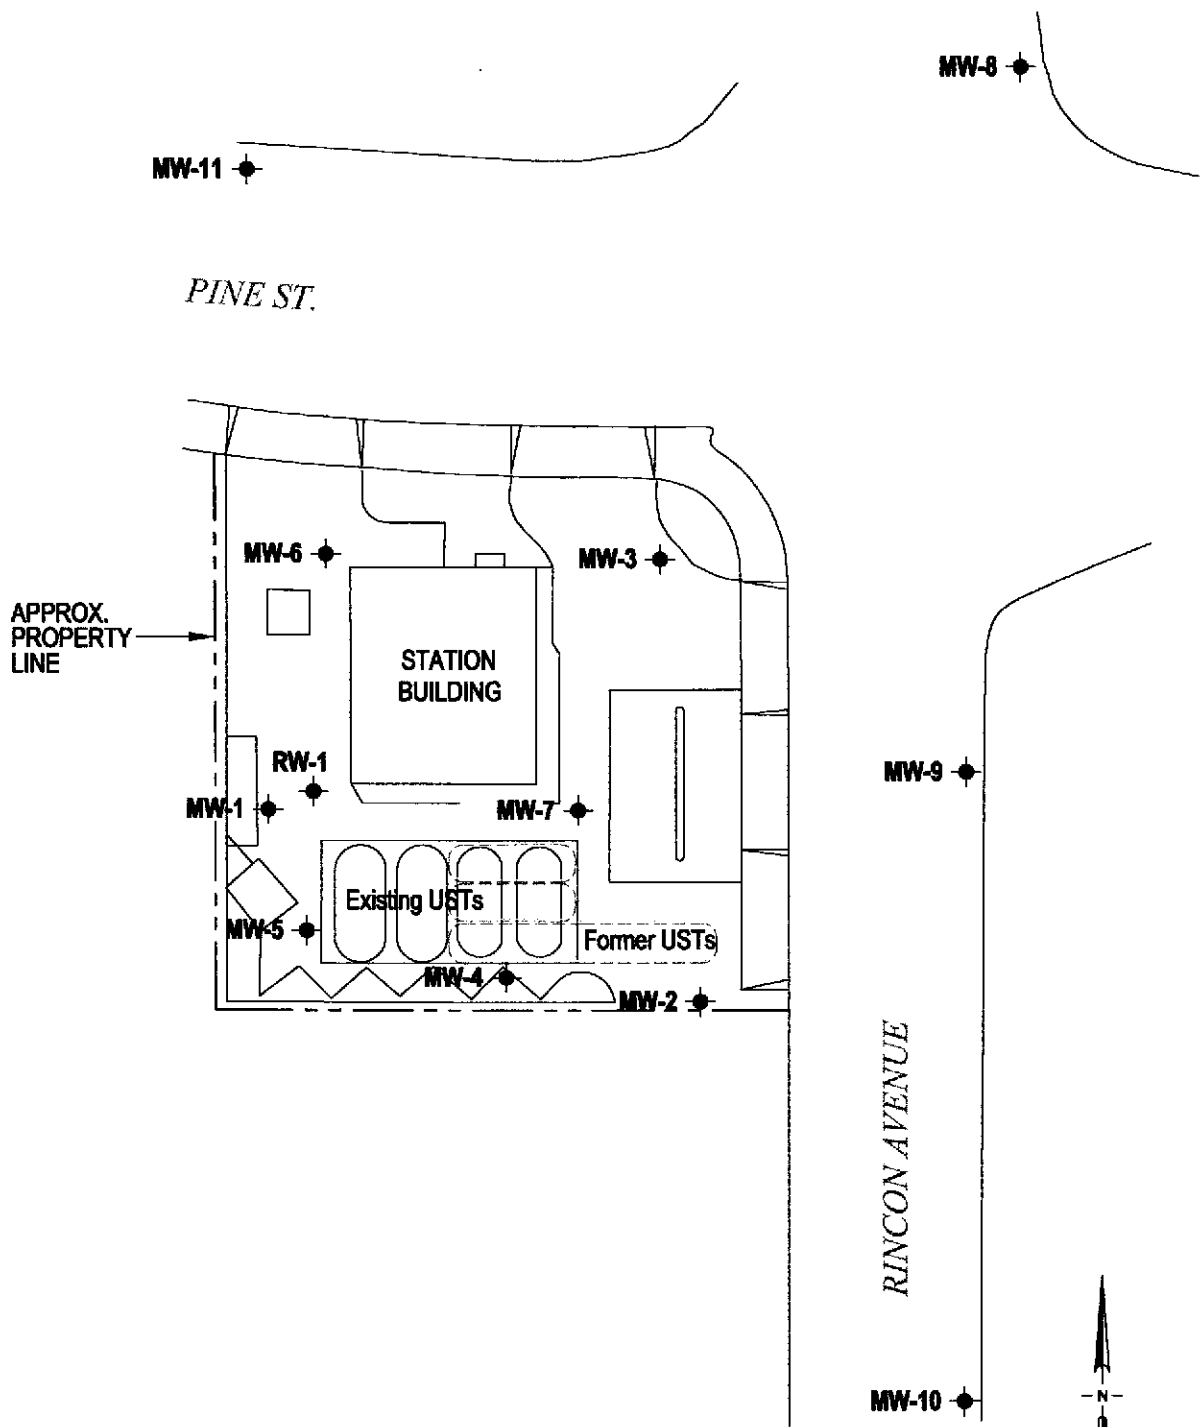 MW-8
MW-11
PINE ST.
MW-6
MW-3
APPROX.
PROPERTY
LINE
STATION
BUILDING
RW-1
MW-9
MW-1
MW-7
Existing USTs
MW-5
Former USTs
MW-4
MW-2
RINCON AVENUE
MW-10
N